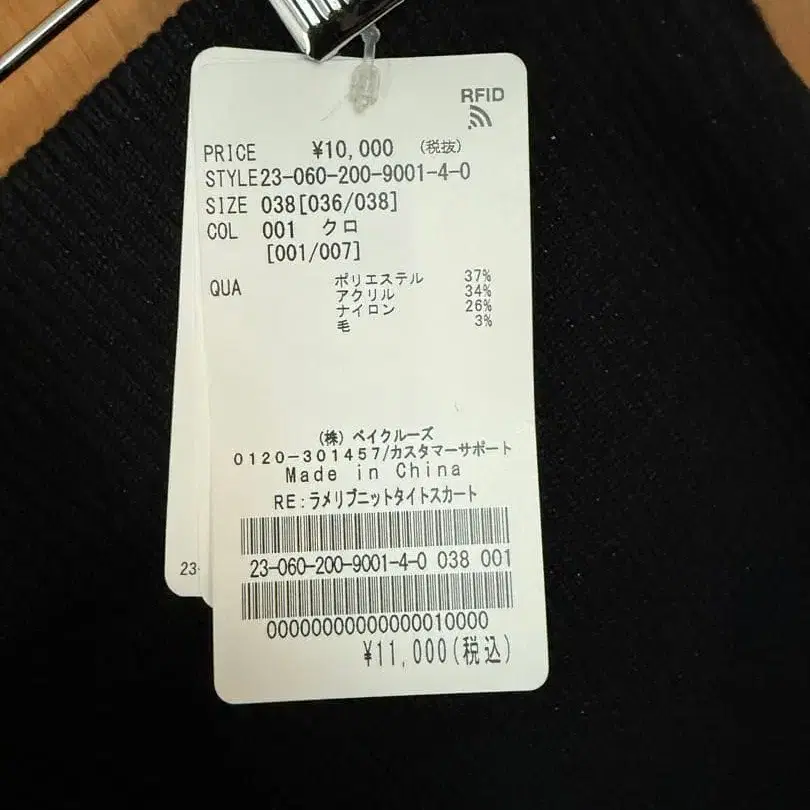 RFID
PRICE ¥10,000 (税抜)
STYLE23-060-200-9001-4-0
SIZE 038[036/038]
COL 001 クロ
[001/007]
QUA ポリエステル 37%
アクリル 34%
ナイロン 26%
毛 3%
(株) ベイクルーズ
0120-301457/カスタマーサポート
Made in China
RE:ラメリブニットタイトスカート
23-060-200-9001-4-0 038 001
23-
00000000000000010000
¥11,000(税込)